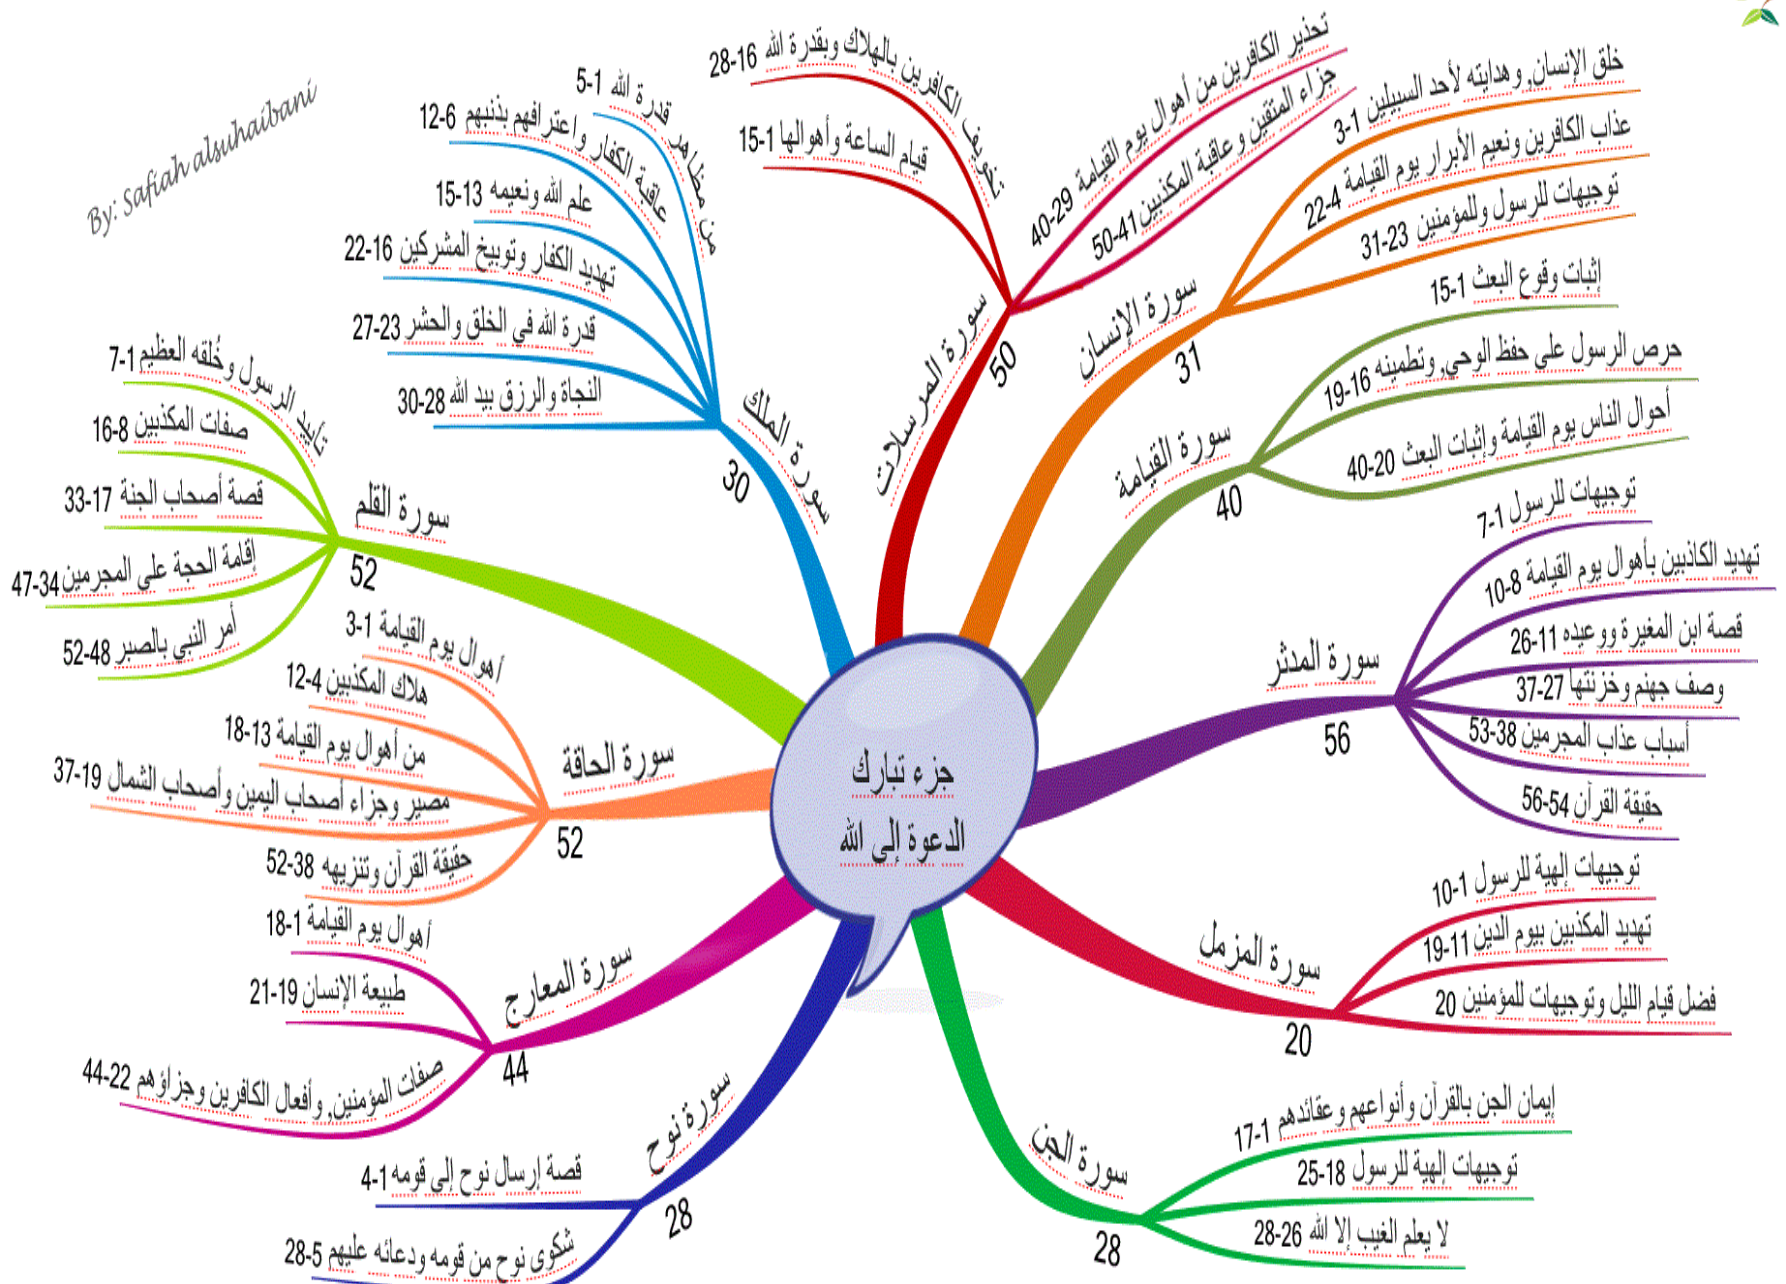 By: Safiah alsuhaibani
جزء تبارك
الدعوة إلى الله
سورة الملك
30
من مظاهر قدرة الله 1-5
عاقبة الكفار واعترافهم بذنبهم 6-12
علم الله ونعيمه 13-15
تهديد الكفار وتوبيخ المشركين 16-22
قدرة الله في الخلق والحشر 23-27
النجاة والرزق بيد الله 28-30
سورة القلم
52
تأييد الرسول وخُلقه العظيم 1-7
صفات المكذبين 8-16
قصة أصحاب الجنة 17-33
إقامة الحجة على المجرمين 34-47
أمر النبي بالصبر 48-52
سورة الحاقة
52
أهوال يوم القيامة 1-3
هلاك المكذبين 4-12
من أهوال يوم القيامة 13-18
مصير وجزاء أصحاب اليمين وأصحاب الشمال 19-37
حقيقة القرآن وتنزيهه 38-52
سورة المعارج
44
أهوال يوم القيامة 1-18
طبيعة الإنسان 19-21
صفات المؤمنين, وأفعال الكافرين وجزاؤهم 22-44
سورة نوح
28
قصة إرسال نوح إلى قومه 1-4
شكوى نوح من قومه ودعائه عليهم 5-28
سورة الجن
28
إيمان الجن بالقرآن وأنواعهم وعقائدهم 1-17
توجيهات إلهية للرسول 18-25
لا يعلم الغيب إلا الله 26-28
سورة المزمل
20
توجيهات إلهية للرسول 1-10
تهديد المكذبين بيوم الدين 11-19
فضل قيام الليل وتوجيهات للمؤمنين 20
سورة المدثر
56
توجيهات للرسول 1-7
تهديد الكاذبين بأهوال يوم القيامة 8-10
قصة ابن المغيرة ووعيده 11-26
وصف جهنم وخزنتها 27-37
أسباب عذاب المجرمين 38-53
حقيقة القرآن 54-56
سورة القيامة
40
إثبات وقوع البعث 1-15
حرص الرسول على حفظ الوحي, وتطمينه 16-19
أحوال الناس يوم القيامة وإثبات البعث 20-40
سورة الإنسان
31
خلق الإنسان, وهدايته لأحد السبيلين 1-3
عذاب الكافرين ونعيم الأبرار يوم القيامة 4-22
توجيهات للرسول وللمؤمنين 23-31
سورة المرسلات
50
قيام الساعة وأهوالها 1-15
تخويف الكافرين بالهلاك وبقدرة الله 16-28
تحذير الكافرين من أهوال يوم القيامة 29-40
جزاء المتقين وعاقبة المكذبين 41-50